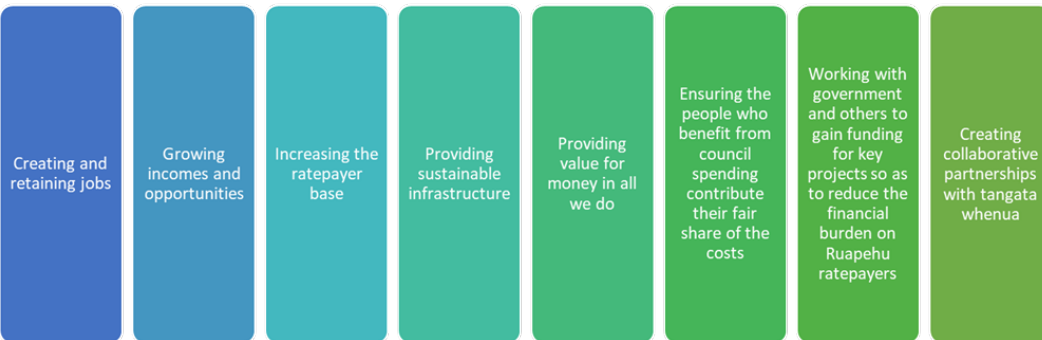 Creating and
retaining jobs
Growing
incomes and
opportunities
Increasing the
ratepayer
base
Providing
sustainable
infrastructure
Providing
value for
money in all
we do
Ensuring the
people who
benefit from
council
spending
contribute
their fair
share of the
costs
Working with
government
and others to
gain funding
for key
projects so as
to reduce the
financial
burden on
Ruapehu
ratepayers
Creating
collaborative
partnerships
with tangata
whenua